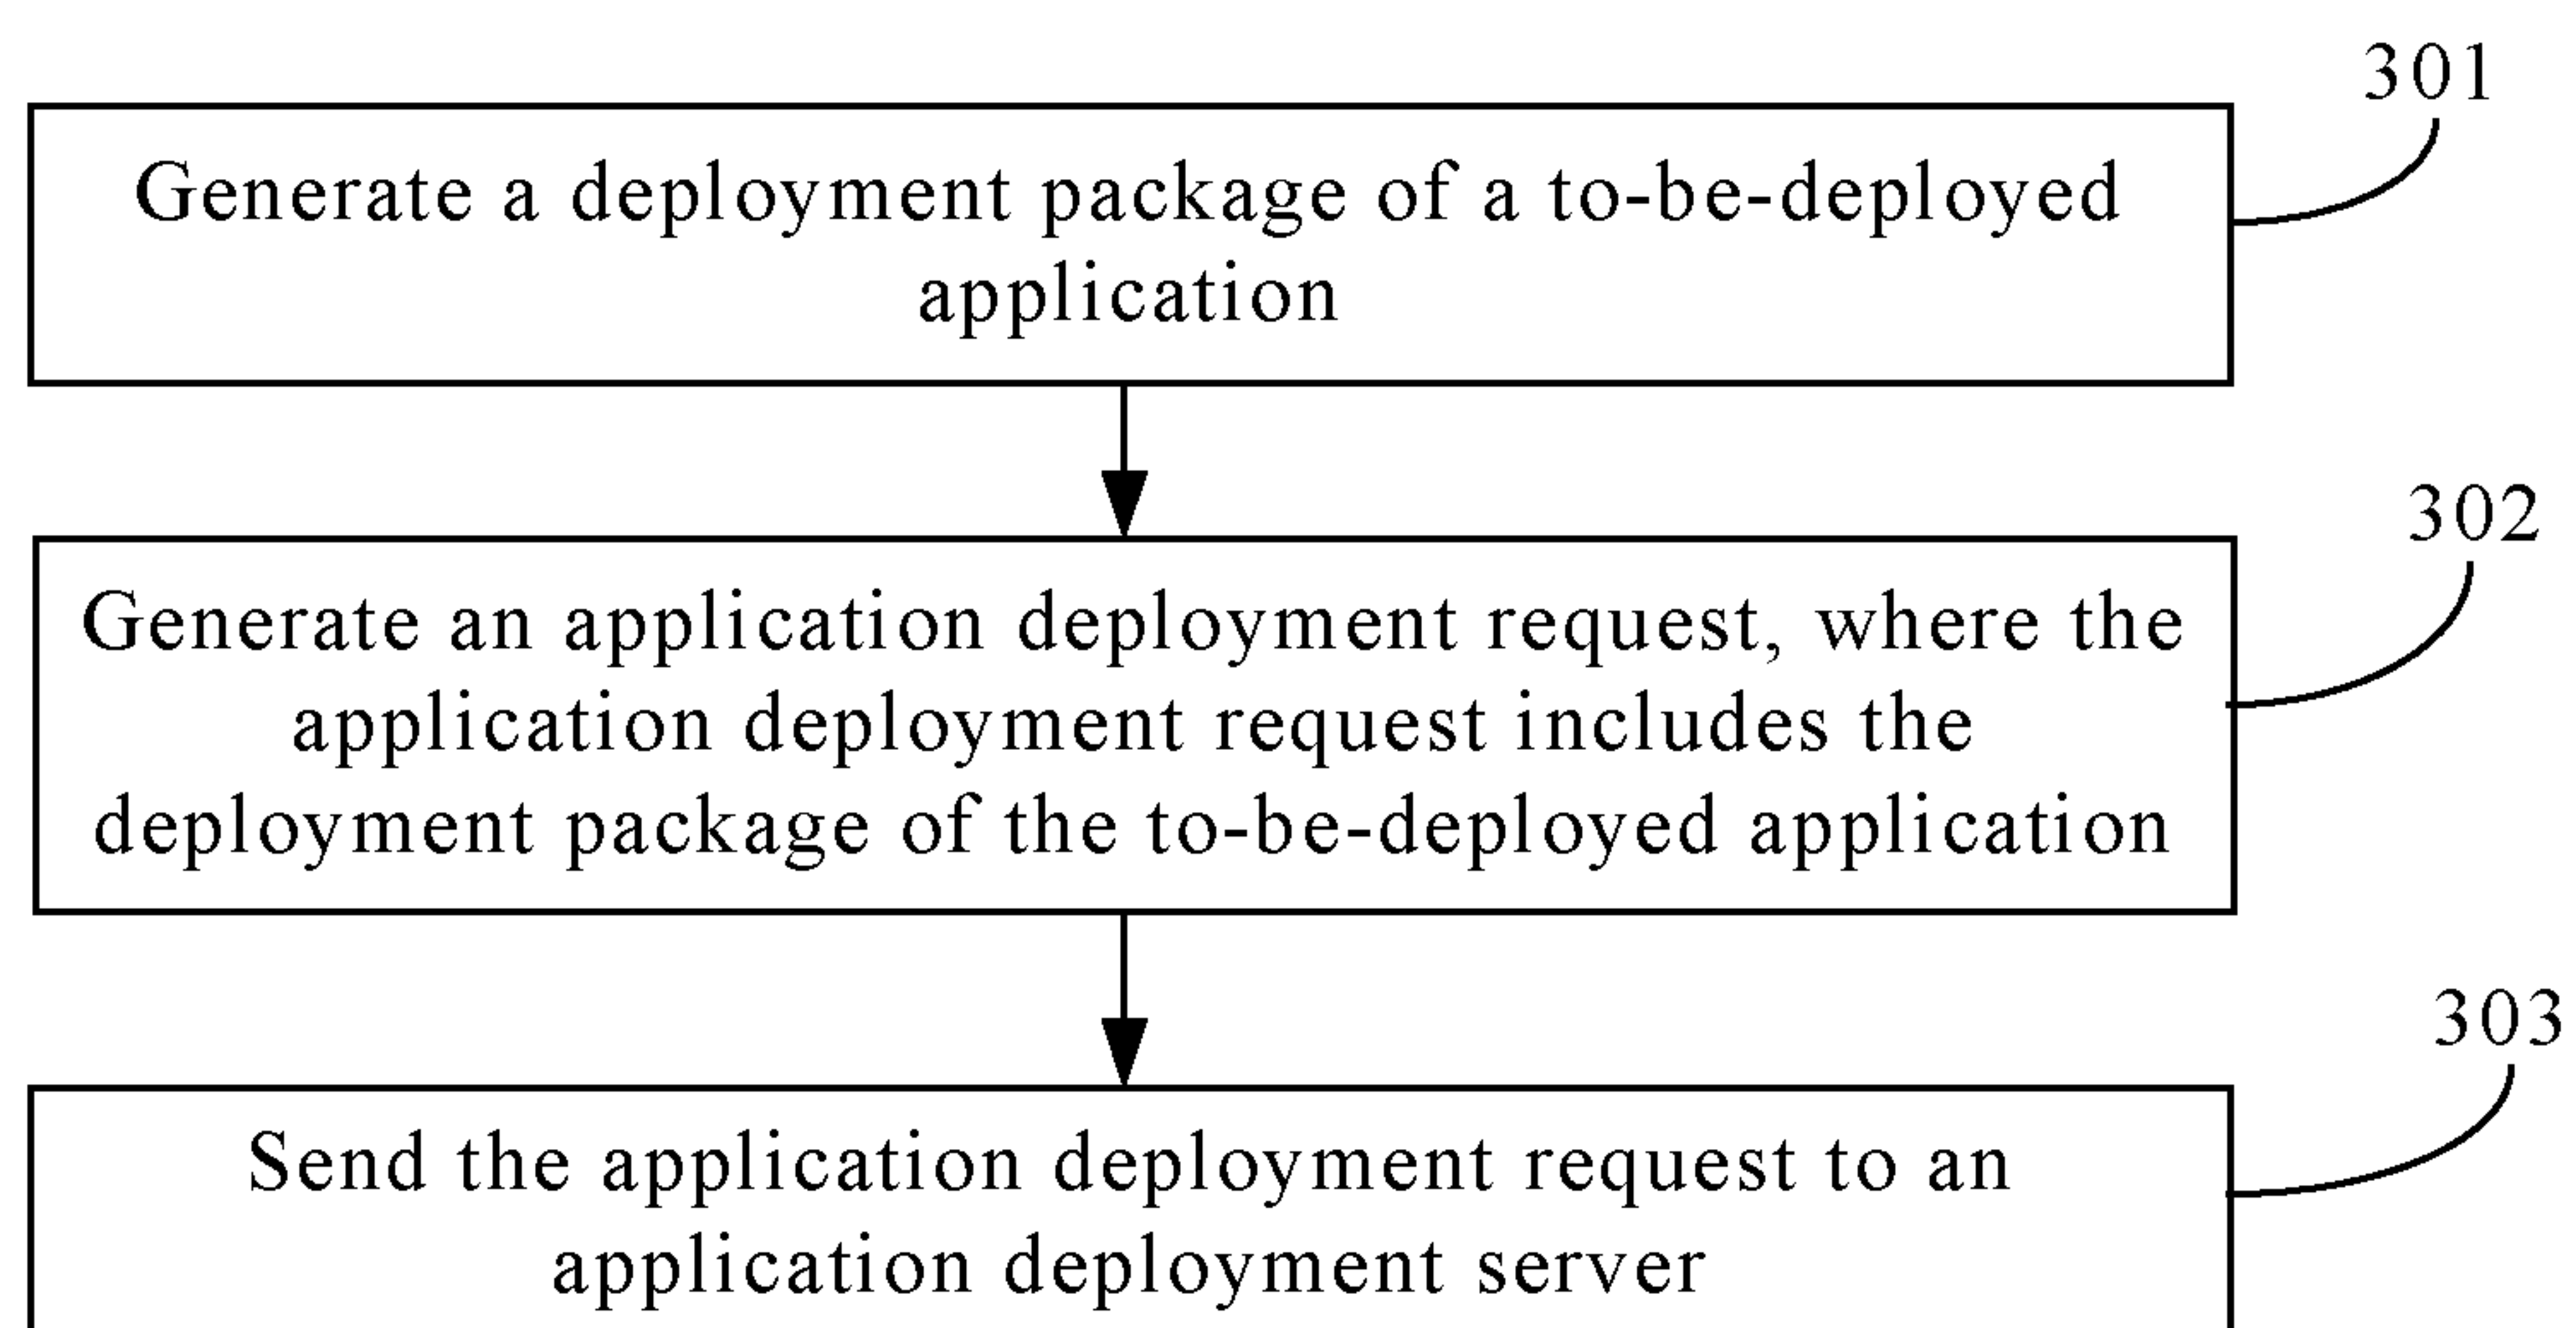 301
Generate a deployment package of a to-be-deployed
application
302
Generate an application deployment request, where the
application deployment request includes the
deployment package of the to-be-deployed application
303
Send the application deployment request to an
application deployment server